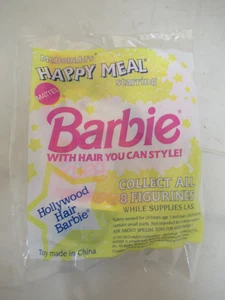 McDonald's
HAPPY MEAL
starring
MATTEL
Barbie
WITH HAIR YOU CAN STYLE!
COLLECT ALL
8 FIGURINES
WHILE SUPPLIES LAST
Hollywood
Hair
Barbie
Toy made in China